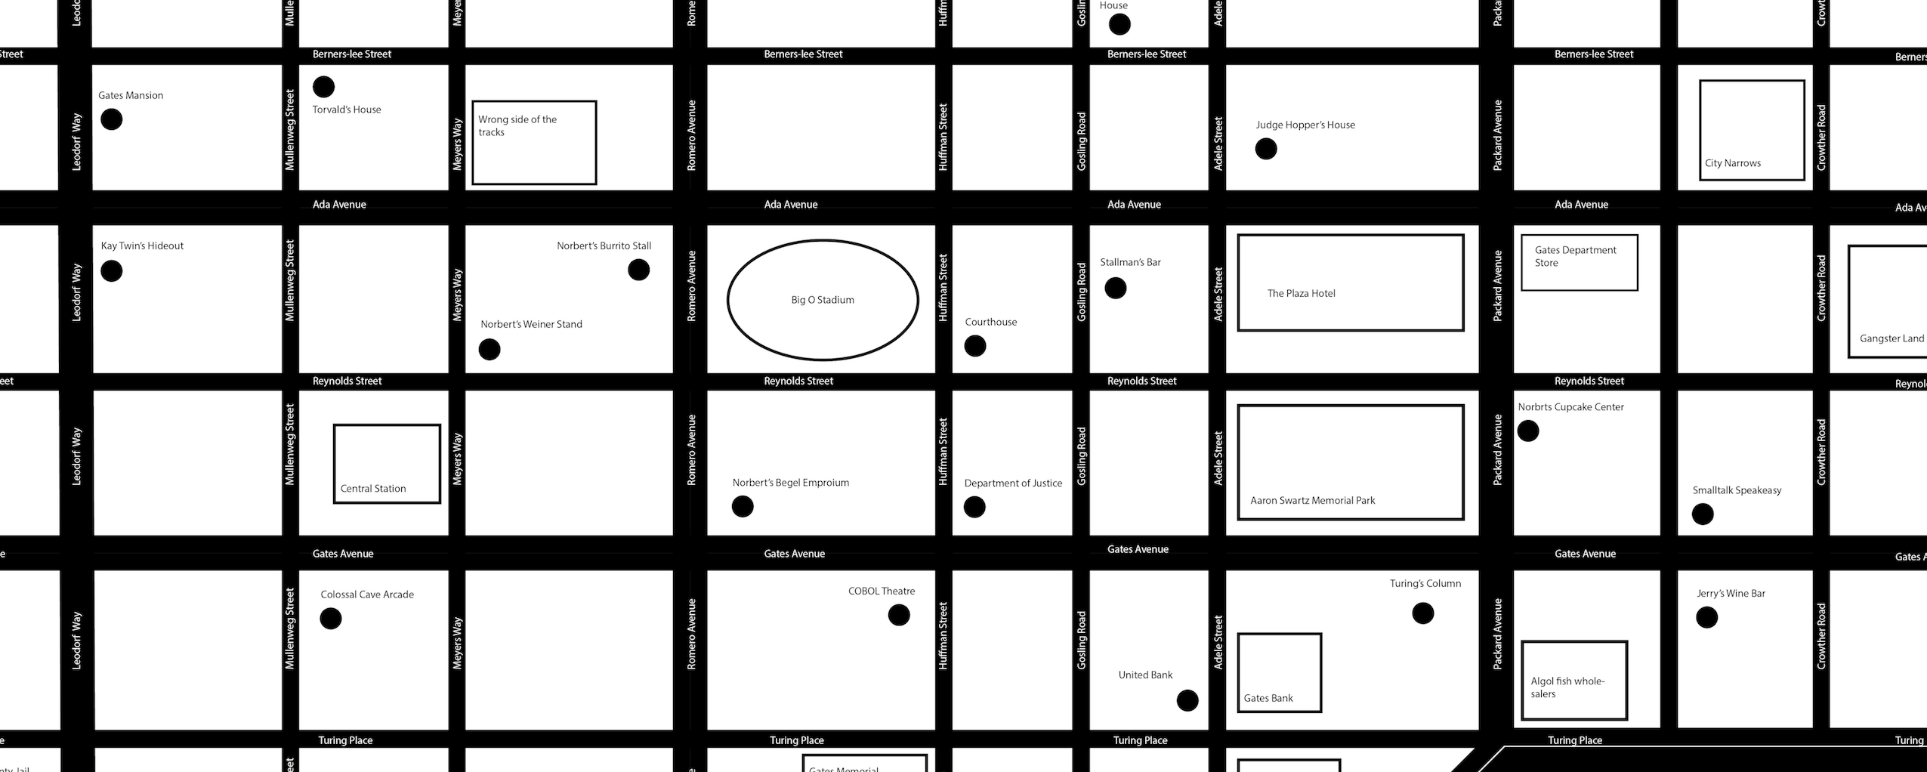 House
Leodo
Mulle
Meye
Rome
Huffm
Gosli
Adele
Packa
Crowt
Street
Berners-lee Street
Berners-lee Street
Berners-lee Street
Berners-lee Street
Berners
Gates Mansion
Torvald's House
Wrong side of the
tracks
Judge Hopper's House
City Narrows
Leodorf Way
Mullenweg Street
Meyers Way
Romero Avenue
Huffman Street
Gosling Road
Adele Street
Packard Avenue
Crowther Road
Ada Avenue
Ada Avenue
Ada Avenue
Ada Avenue
Ada Av
Kay Twin's Hideout
Norbert's Burrito Stall
Norbert's Weiner Stand
Big O Stadium
Courthouse
Stallman's Bar
The Plaza Hotel
Gates Department
Store
Gangster Land
Leodorf Way
Mullenweg Street
Meyers Way
Romero Avenue
Huffman Street
Gosling Road
Adele Street
Packard Avenue
Crowther Road
eet
Reynolds Street
Reynolds Street
Reynolds Street
Reynolds Street
Reynol
Central Station
Norbert's Begel Emproium
Department of Justice
Aaron Swartz Memorial Park
Norbrts Cupcake Center
Smalltalk Speakeasy
Leodorf Way
Mullenweg Street
Meyers Way
Romero Avenue
Huffman Street
Gosling Road
Adele Street
Packard Avenue
Crowther Road
e
Gates Avenue
Gates Avenue
Gates Avenue
Gates Avenue
Gates A
Colossal Cave Arcade
COBOL Theatre
United Bank
Gates Bank
Turing's Column
Algol fish whole-
salers
Jerry's Wine Bar
Leodorf Way
Mullenweg Street
Meyers Way
Romero Avenue
Huffman Street
Gosling Road
Adele Street
Packard Avenue
Crowther Road
e
Turing Place
Turing Place
Turing Place
Turing Place
Turing
nty Jail
eet
e
Gates Memorial